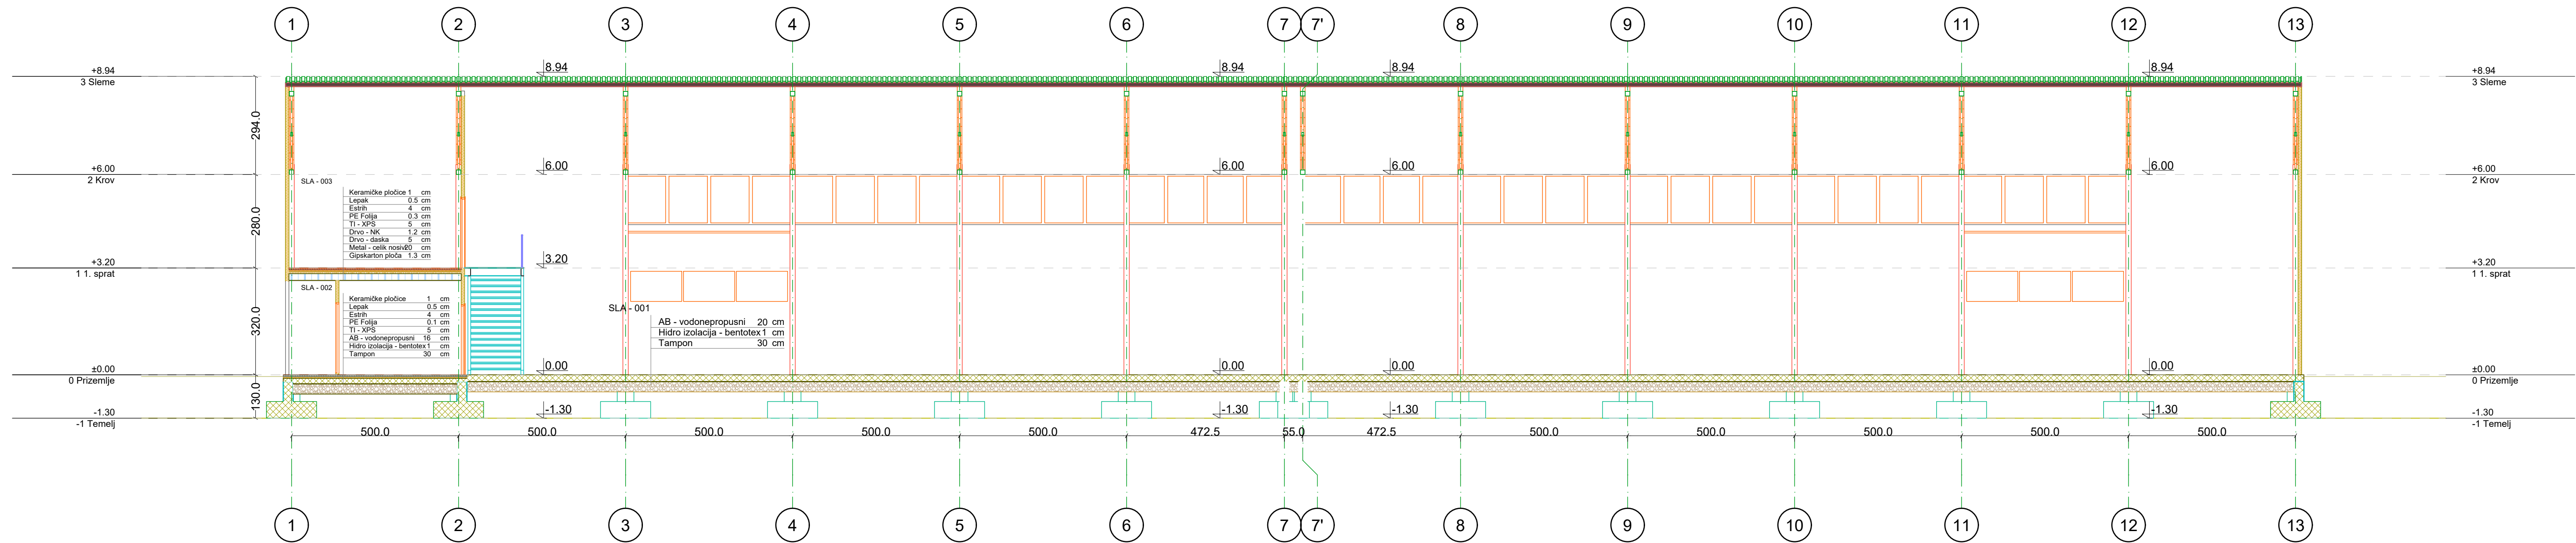 1 2 3 4 5 6 7 7' 8 9 10 11 12 13
+8.94 8.94 8.94 8.94 8.94 +8.94
3 Sleme 3 Sleme
294.0
+6.00 6.00 6.00 6.00 6.00 +6.00
2 Krov 2 Krov
SLA - 003
Keramičke pločice 1 cm
Lepak 0.5 cm
Estrih 4 cm
PE Folija 0.3 cm
TI - XPS 5 cm
Drvo - NK 1.2 cm
Drvo - daska 5 cm
Metal - celik nosivi 20 cm
Gipskarton ploča 1.3 cm
280.0
+3.20 3.20 +3.20
1 1. sprat 1 1. sprat
SLA - 002
Keramičke pločice 1 cm
Lepak 0.5 cm
Estrih 4 cm
PE Folija 0.1 cm
TI - XPS 5 cm
AB - vodonepropusni 16 cm
Hidro izolacija - bentotex 1 cm
Tampon 30 cm
SLA - 001
AB - vodonepropusni 20 cm
Hidro izolacija - bentotex 1 cm
Tampon 30 cm
320.0
±0.00 0.00 0.00 0.00 0.00 ±0.00
0 Prizemlje 0 Prizemlje
130.0
-1.30 -1.30 -1.30 -1.30 -1.30 -1.30
-1 Temelj -1 Temelj
500.0 500.0 500.0 500.0 500.0 472.5 55.0 472.5 500.0 500.0 500.0 500.0 500.0
1 2 3 4 5 6 7 7' 8 9 10 11 12 13